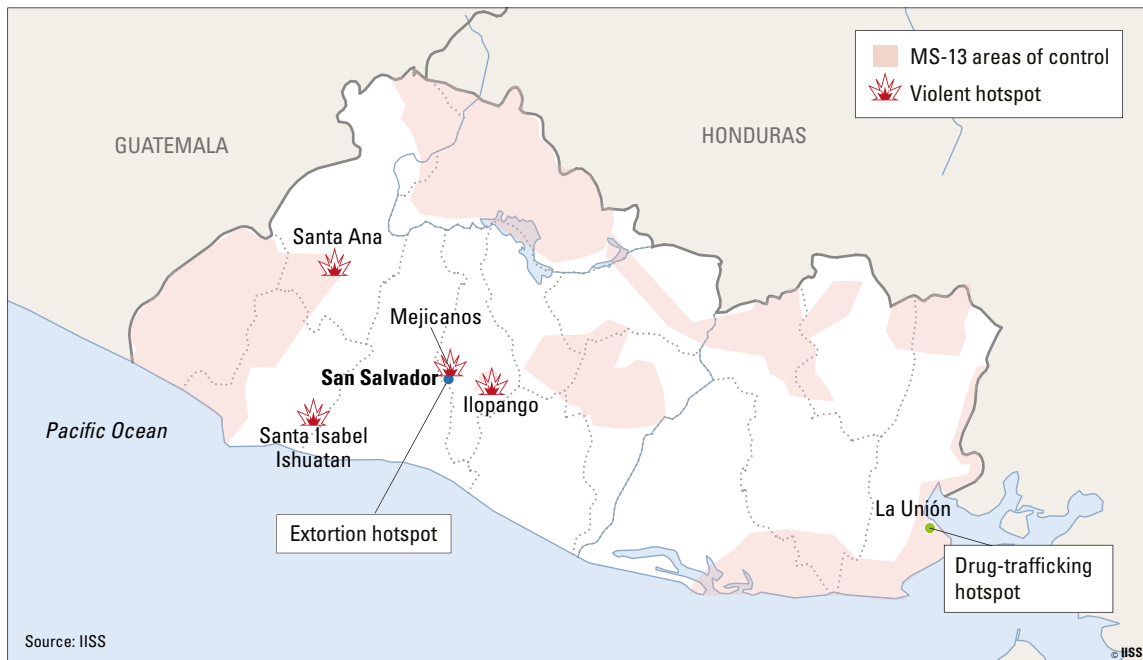 MS-13 areas of control
Violent hotspot
GUATEMALA
HONDURAS
Santa Ana
Mejicanos
San Salvador
Ilopango
Pacific Ocean
Santa Isabel
Ishuatan
La Unión
Extortion hotspot
Drug-trafficking
hotspot
Source: IISS
© IISS